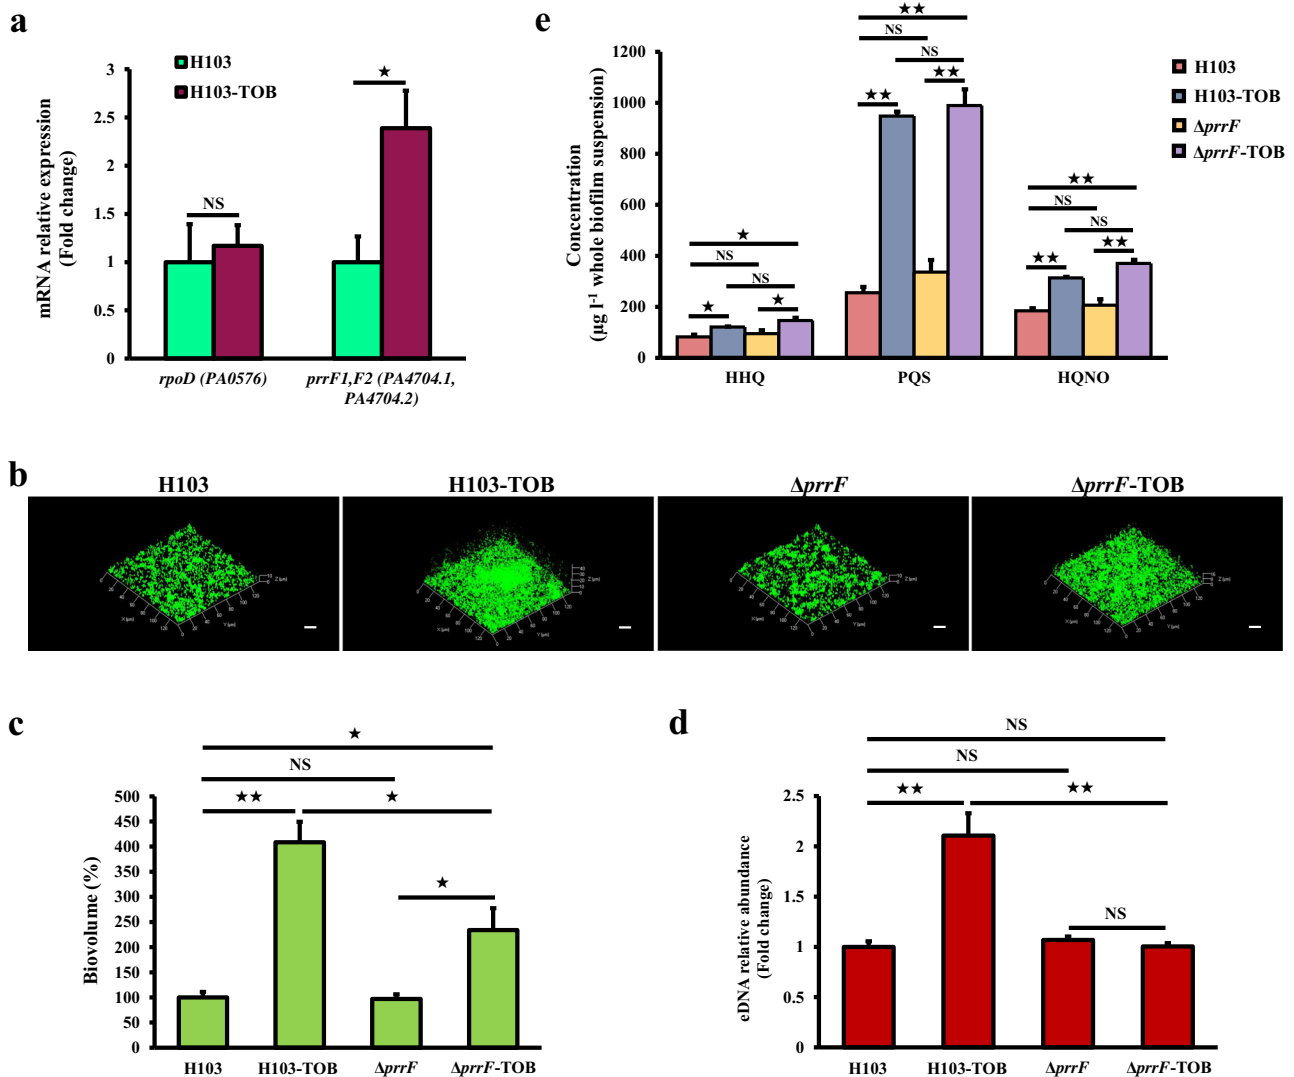 a
H103
H103-TOB
mRNA relative expression
(Fold change)
3
2.5
2
1.5
1
0.5
0
NS
★
rpoD (PA0576)
prrF1,F2 (PA4704.1,
PA4704.2)
e
Concentration
(µg l⁻¹ whole biofilm suspension)
1200
1000
800
600
400
200
0
★
NS
NS
★
★
★★
NS
NS
★★
★★
★★
NS
NS
★★
★★
HHQ
PQS
HQNO
H103
H103-TOB
ΔprrF
ΔprrF-TOB
b
H103
H103-TOB
ΔprrF
ΔprrF-TOB
c
Biovolume (%)
500
450
400
350
300
250
200
150
100
50
0
★
NS
★★
★
★
H103
H103-TOB
ΔprrF
ΔprrF-TOB
d
eDNA relative abundance
(Fold change)
2.5
2
1.5
1
0.5
0
NS
NS
★★
★★
NS
H103
H103-TOB
ΔprrF
ΔprrF-TOB